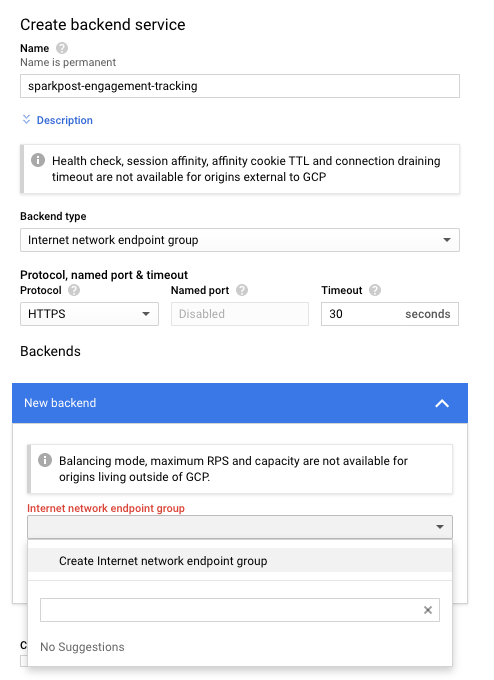 Create backend service
Name
Name is permanent
sparkpost-engagement-tracking
Description
Health check, session affinity, affinity cookie TTL and connection draining
timeout are not available for origins external to GCP
Backend type
Internet network endpoint group
Protocol, named port & timeout
Protocol Named port Timeout
HTTPS Disabled 30 seconds
Backends
New backend
Balancing mode, maximum RPS and capacity are not available for
origins living outside of GCP.
Internet network endpoint group
Create Internet network endpoint group
No Suggestions